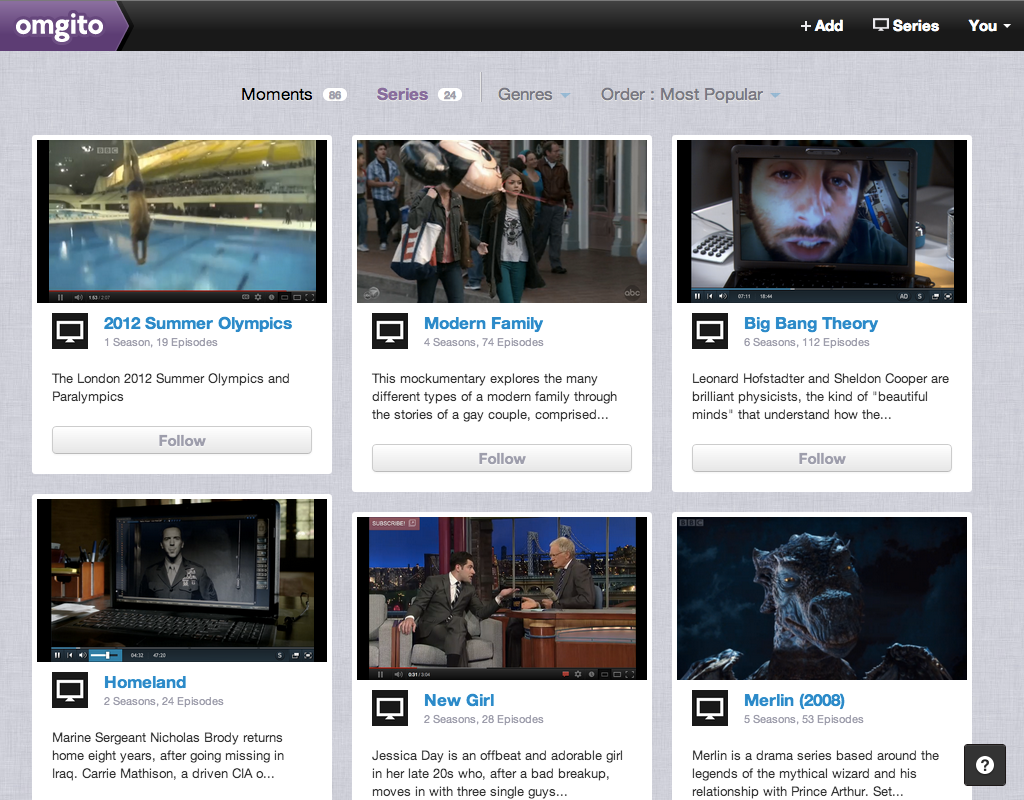 omgito
+ Add
Series
You
Moments 86
Series 24
Genres
Order : Most Popular
BBC
1:53 / 2:07
2012 Summer Olympics
1 Season, 19 Episodes
The London 2012 Summer Olympics and
Paralympics
Follow
abc
Modern Family
4 Seasons, 74 Episodes
This mockumentary explores the many
different types of a modern family through
the stories of a gay couple, comprised...
Follow
07:11 18:44 AD S
Big Bang Theory
6 Seasons, 112 Episodes
Leonard Hofstadter and Sheldon Cooper are
brilliant physicists, the kind of "beautiful
minds" that understand how the...
Follow
04:32 47:20 S
Homeland
2 Seasons, 24 Episodes
Marine Sergeant Nicholas Brody returns
home eight years, after going missing in
Iraq. Carrie Mathison, a driven CIA o...
SUBSCRIBE!
0:31 / 3:04
New Girl
2 Seasons, 28 Episodes
Jessica Day is an offbeat and adorable girl
in her late 20s who, after a bad breakup,
moves in with three single guys...
BBC
Merlin (2008)
5 Seasons, 53 Episodes
Merlin is a drama series based around the
legends of the mythical wizard and his
relationship with Prince Arthur. Set...
?